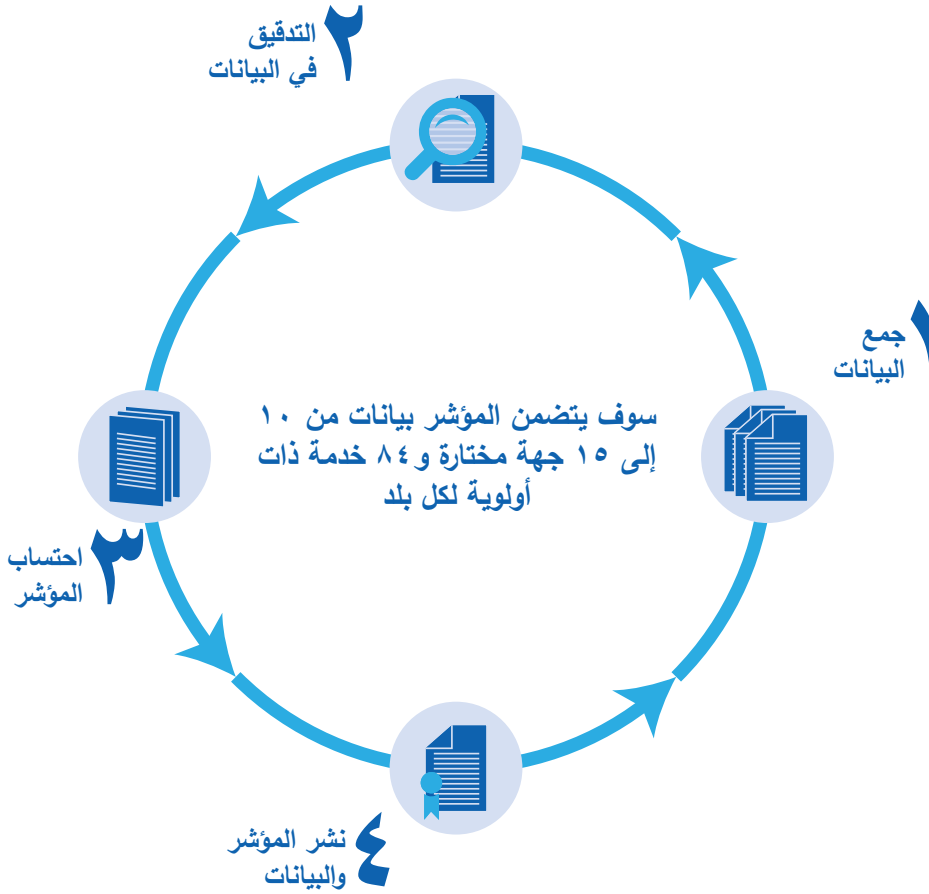 ١
جمع
البيانات
٢
التدقيق
في البيانات
٣
احتساب
المؤشر
٤
نشر المؤشر
والبيانات
سوف يتضمن المؤشر بيانات من ١٠
إلى ١٥ جهة مختارة و٨٤ خدمة ذات
أولوية لكل بلد